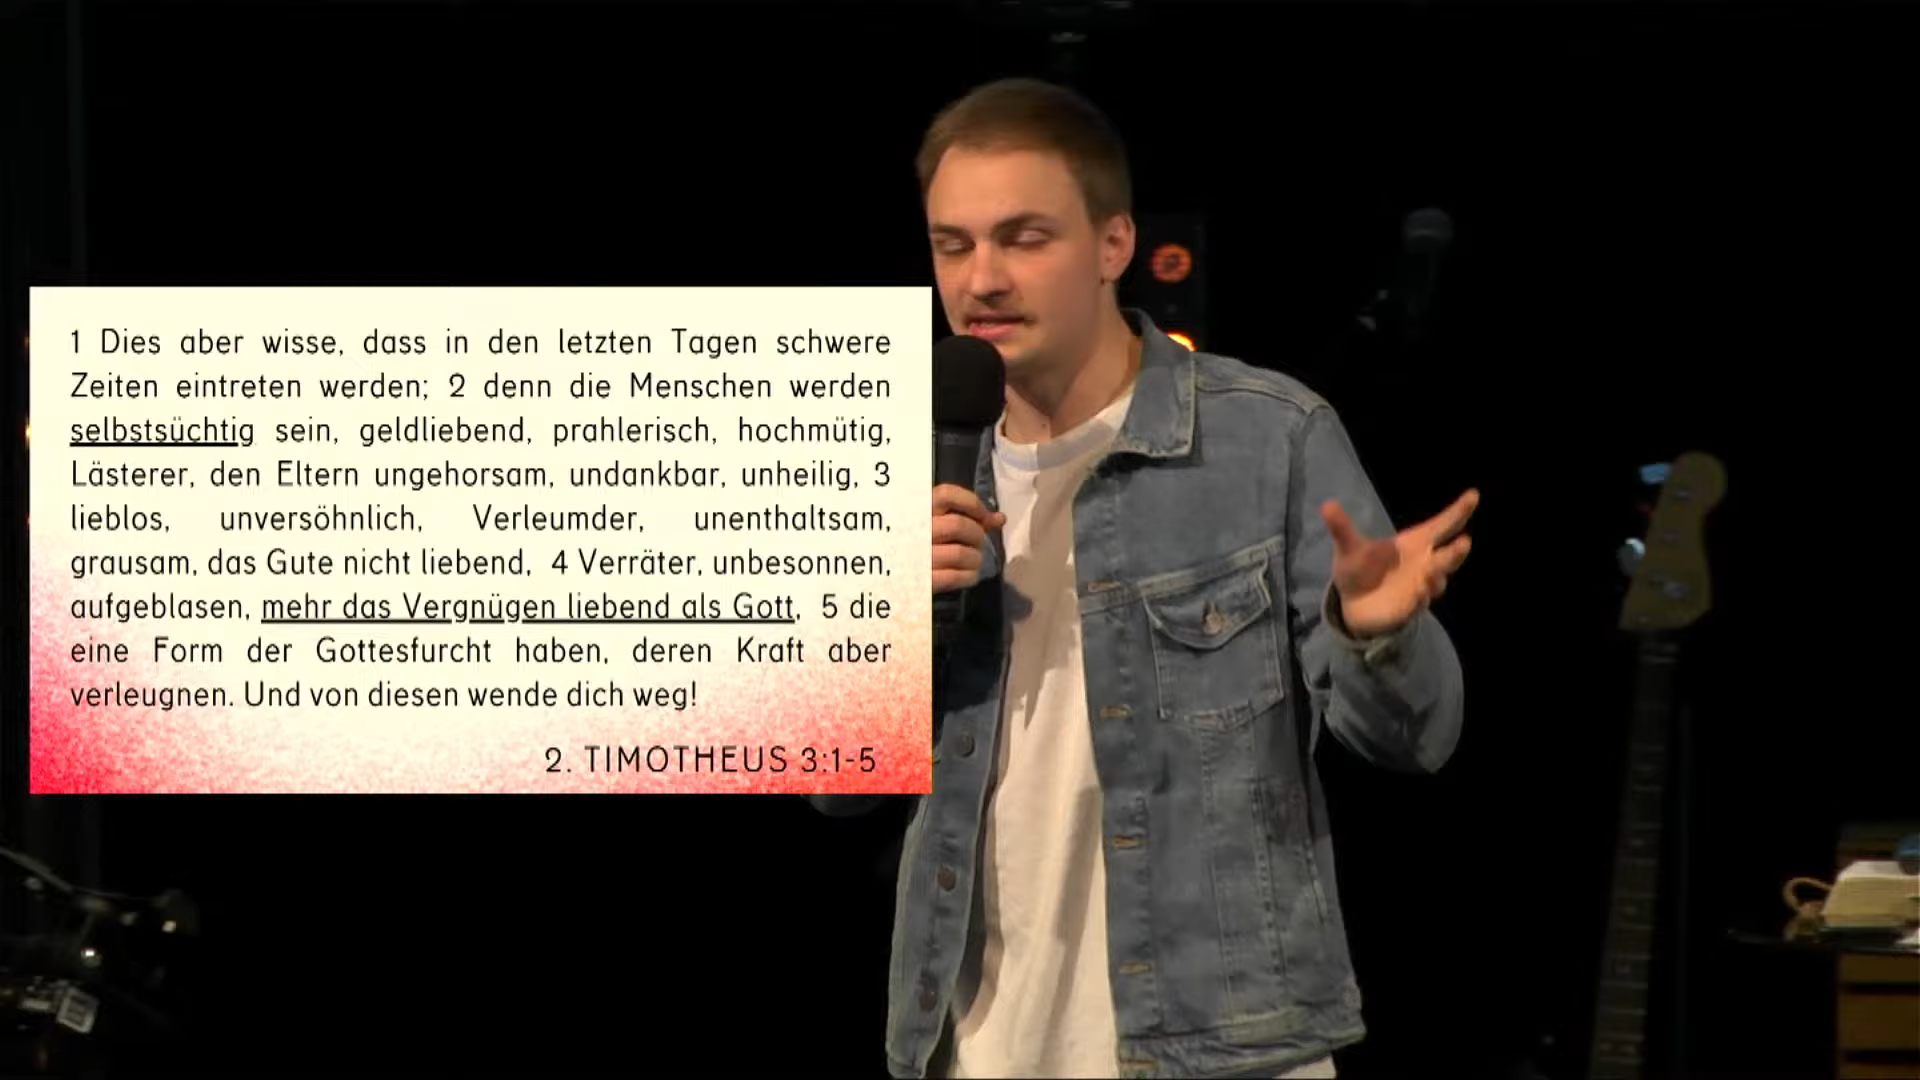 1 Dies aber wisse, dass in den letzten Tagen schwere
Zeiten eintreten werden; 2 denn die Menschen werden
selbstsüchtig sein, geldliebend, prahlerisch, hochmütig,
Lästerer, den Eltern ungehorsam, undankbar, unheilig, 3
lieblos, unversöhnlich, Verleumder, unenthaltsam,
grausam, das Gute nicht liebend, 4 Verräter, unbesonnen,
aufgeblasen, mehr das Vergnügen liebend als Gott, 5 die
eine Form der Gottesfurcht haben, deren Kraft aber
verleugnen. Und von diesen wende dich weg!
2. TIMOTHEUS 3:1-5